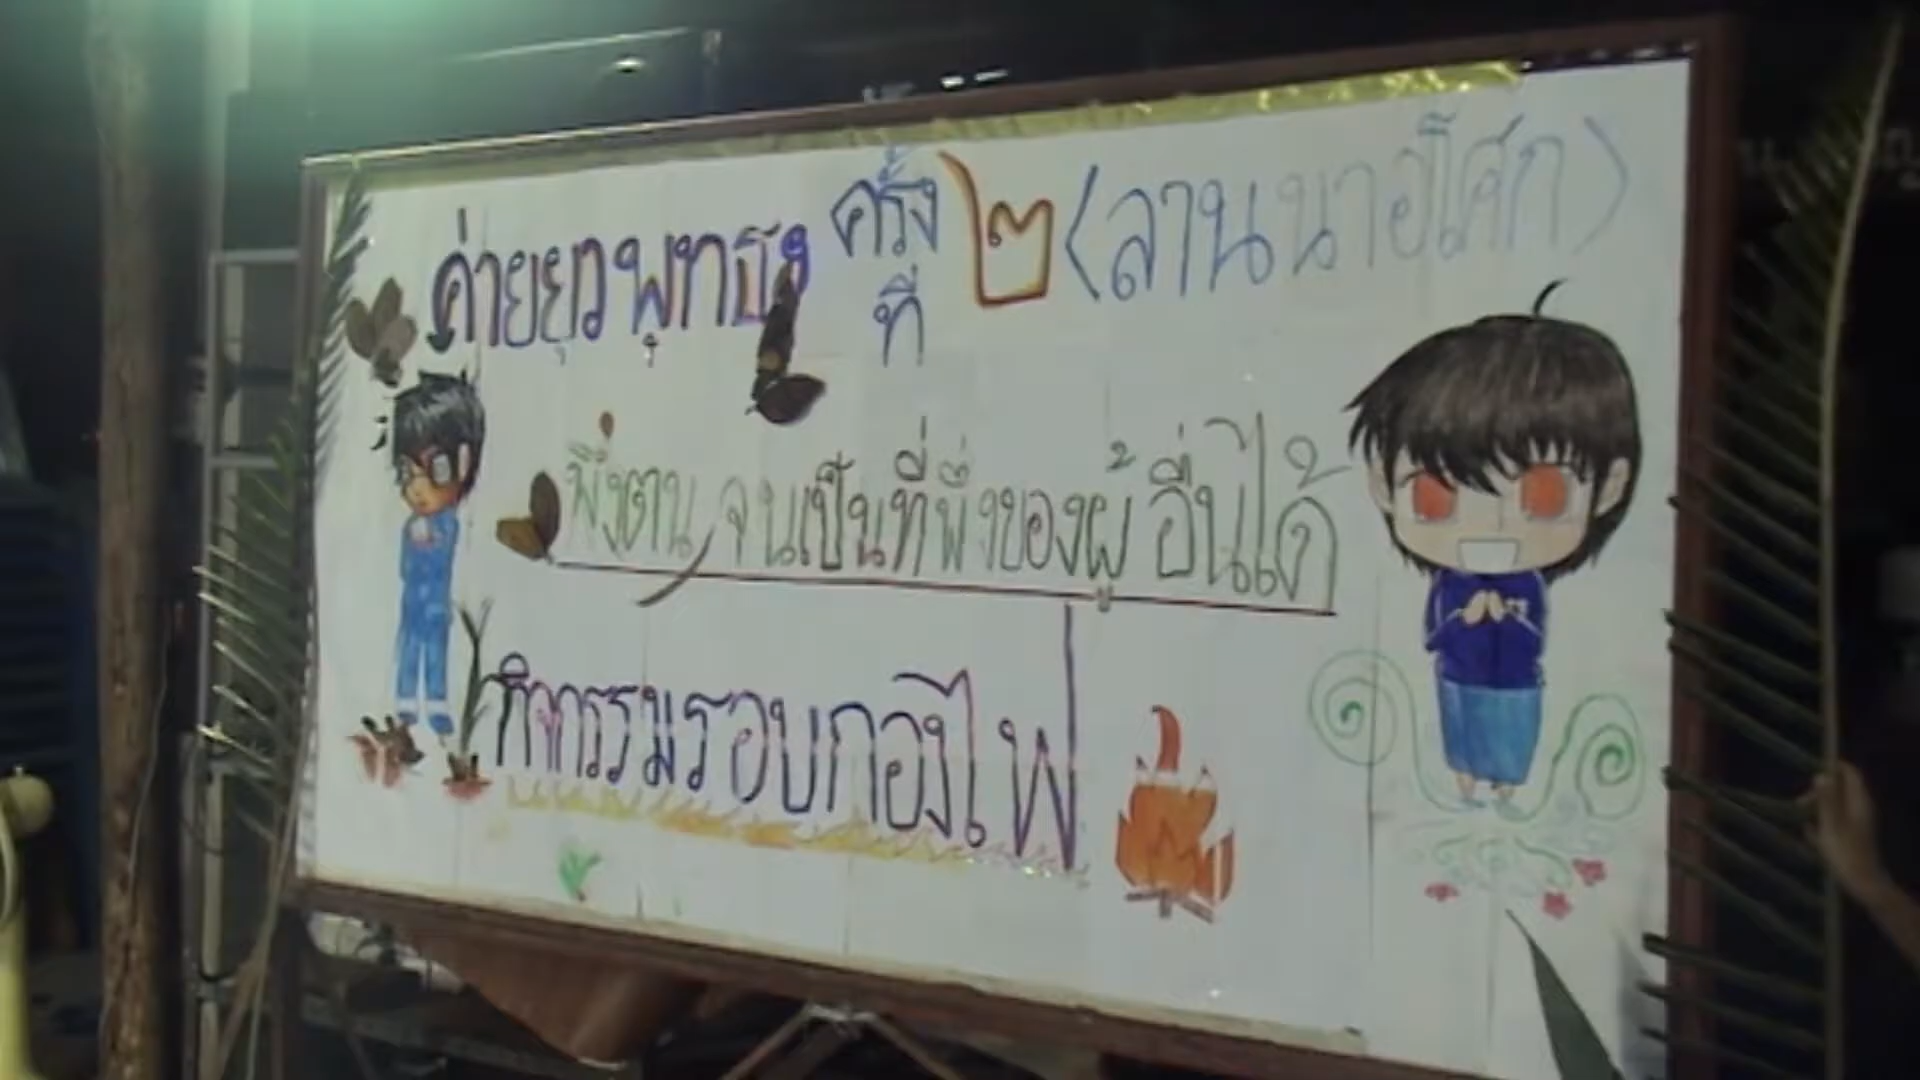 ค่ายยุวพุทธะ ครั้งที่ ๒ (ลานนาอโศก)
พึ่งตน จนเป็นที่พึ่งของผู้อื่นได้
กิจกรรมรอบกองไฟ